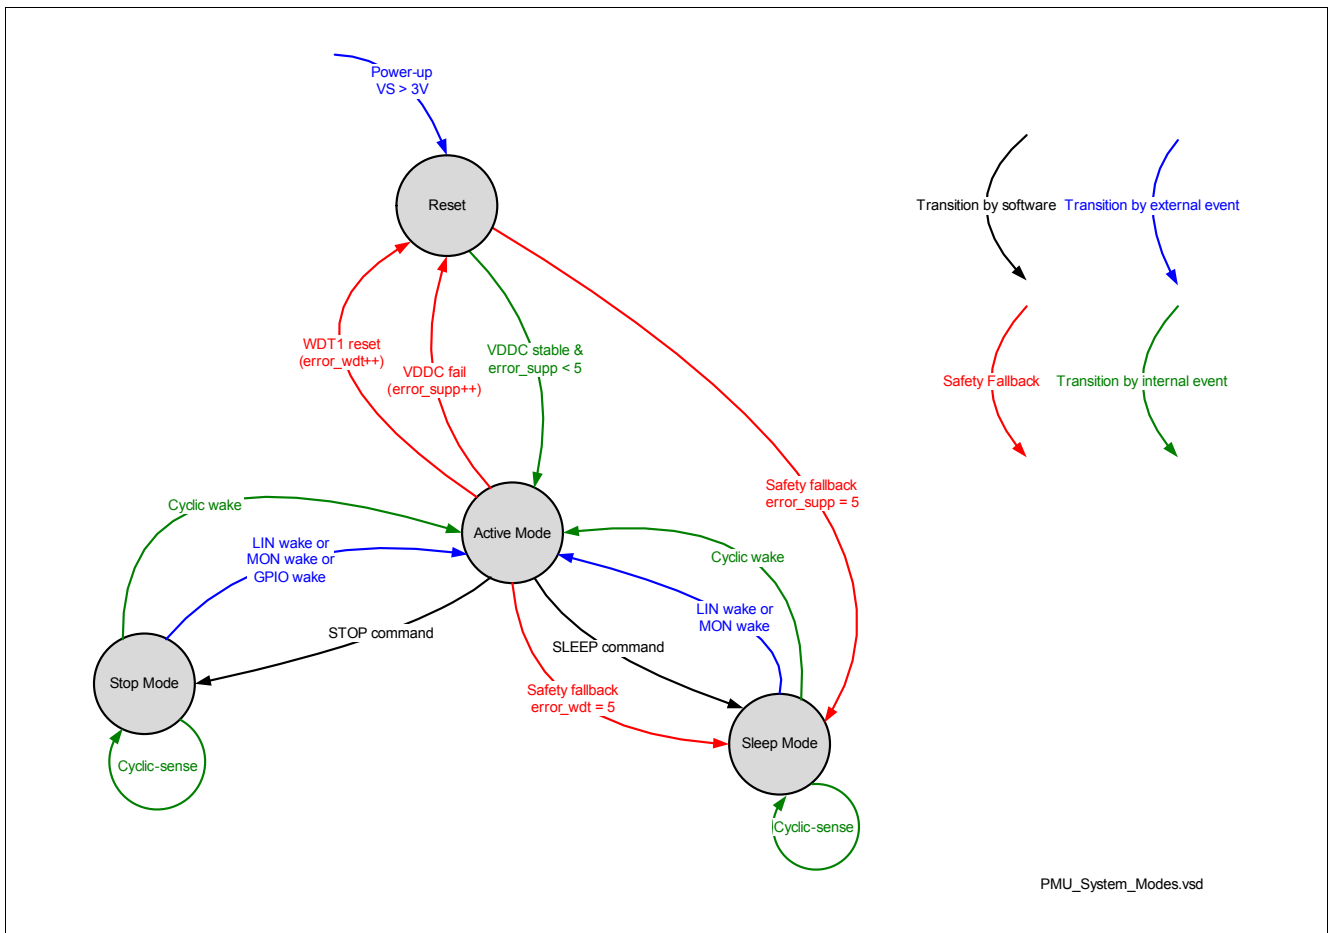 Power-up
VS > 3V
Reset
Transition by software
Transition by external event
WDT1 reset
(error_wdt++)
VDDC fail
(error_supp++)
VDDC stable &
error_supp < 5
Safety Fallback
Transition by internal event
Safety fallback
error_supp = 5
Cyclic wake
Active Mode
LIN wake or
MON wake or
GPIO wake
Cyclic wake
LIN wake or
MON wake
STOP command
SLEEP command
Stop Mode
Safety fallback
error_wdt = 5
Sleep Mode
Cyclic-sense
Cyclic-sense
PMU_System_Modes.vsd